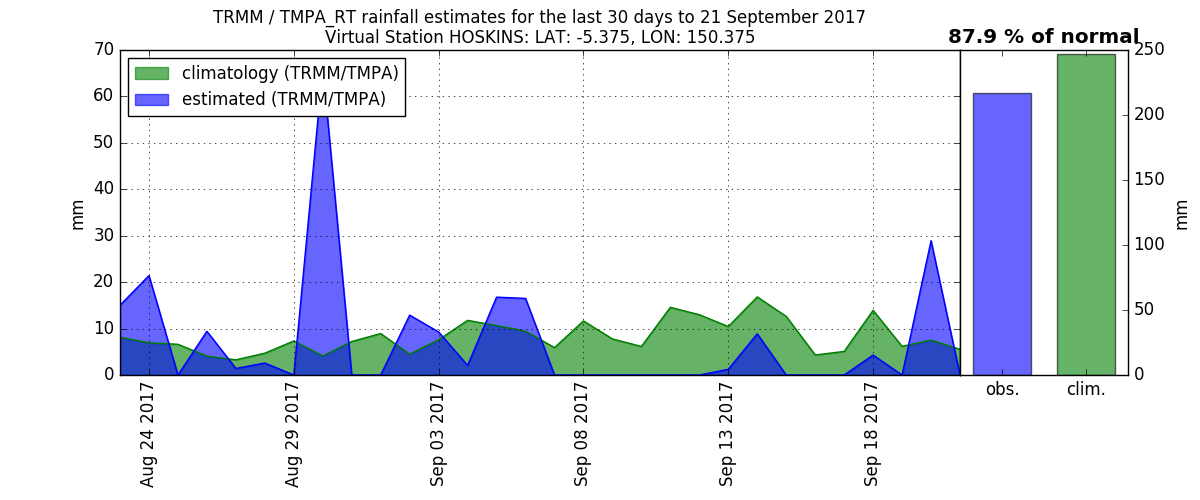 TRMM / TMPA_RT rainfall estimates for the last 30 days to 21 September 2017
Virtual Station HOSKINS: LAT: -5.375, LON: 150.375
87.9 % of normal
climatology (TRMM/TMPA)
estimated (TRMM/TMPA)
70
60
50
40
30
20
10
0
mm
250
200
150
100
50
0
mm
Aug 24 2017
Aug 29 2017
Sep 03 2017
Sep 08 2017
Sep 13 2017
Sep 18 2017
obs.
clim.